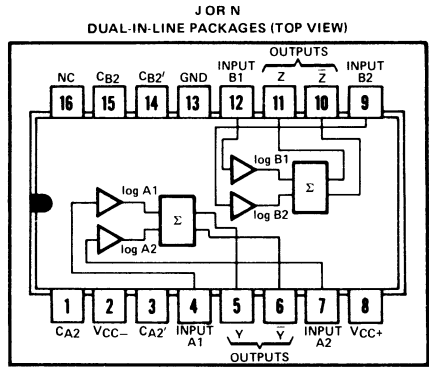 J OR N
DUAL-IN-LINE PACKAGES (TOP VIEW)
OUTPUTS
NC CB2 CB2' GND INPUT B1 Z Z̅ INPUT B2
16 15 14 13 12 11 10 9
log B1
Σ
log B2
log A1
Σ
log A2
1 2 3 4 5 6 7 8
CA2 VCC− CA2' INPUT A1 Y Y̅ INPUT A2 VCC+
OUTPUTS